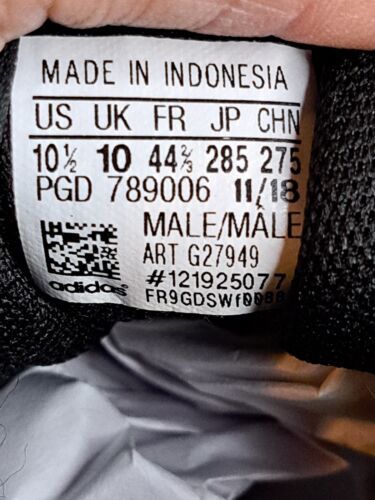 MADE IN INDONESIA
US UK FR JP CHN
10½ 10 44⅔ 285 275
PGD 789006 11/18
MALE/MÂLE
ART G27949
#121925077
adidas